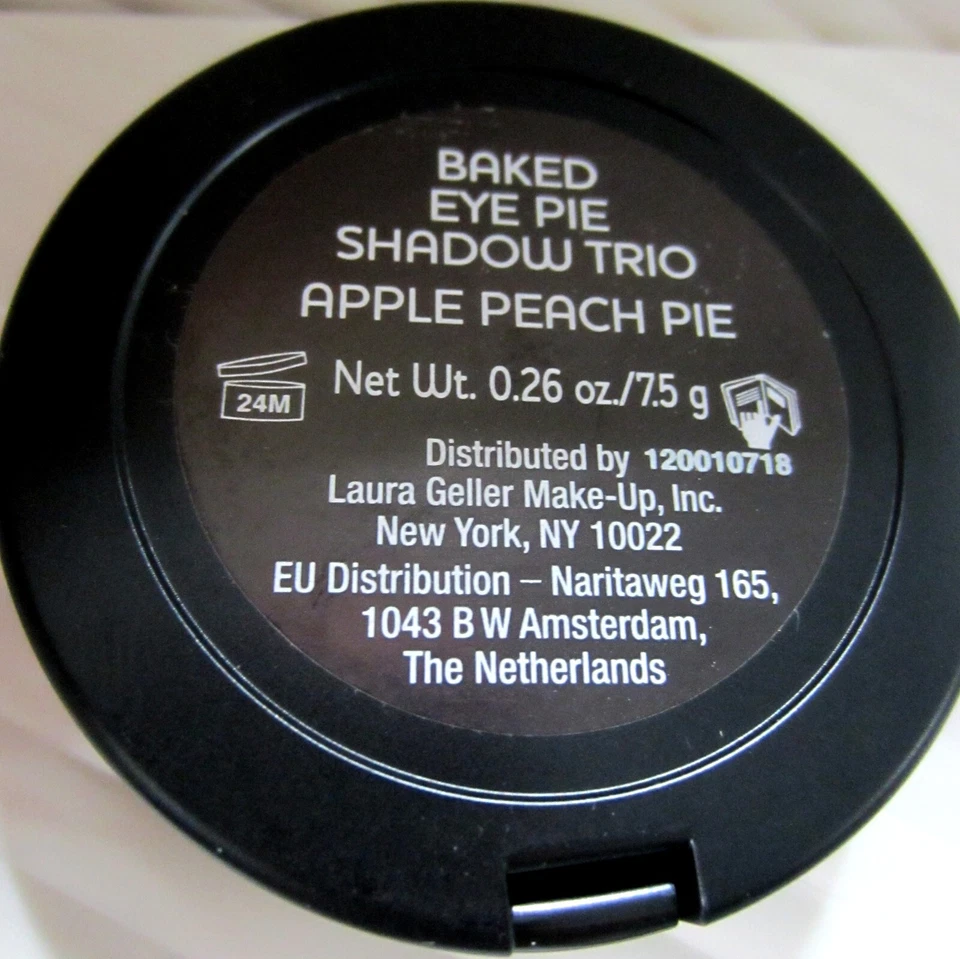 BAKED
EYE PIE
SHADOW TRIO
APPLE PEACH PIE
24M Net Wt. 0.26 oz./7.5 g
Distributed by 120010718
Laura Geller Make-Up, Inc.
New York, NY 10022
EU Distribution – Naritaweg 165,
1043 BW Amsterdam,
The Netherlands